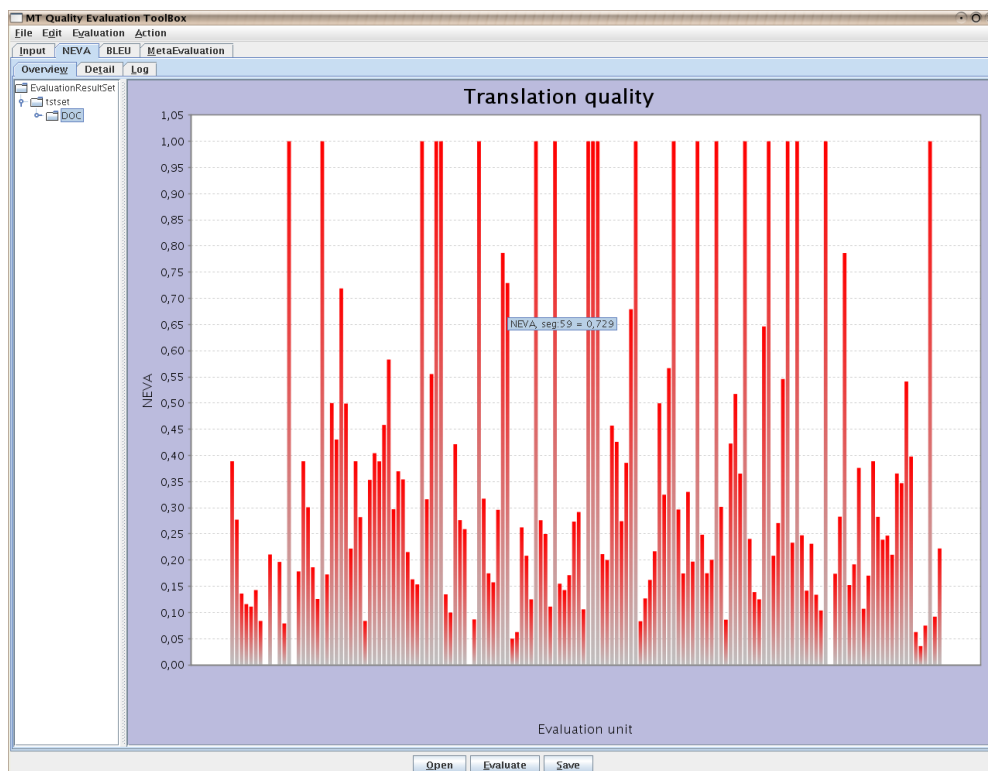 MT Quality Evaluation ToolBox
File Edit Evaluation Action
Input NEVA BLEU MetaEvaluation
Overview Detail Log
EvaluationResultSet
tstset
DOC
Translation quality
1,05
1,00
0,95
0,90
0,85
0,80
0,75
0,70
0,65
0,60
0,55
0,50
0,45
0,40
0,35
0,30
0,25
0,20
0,15
0,10
0,05
0,00
NEVA
NEVA, seg:59 = 0,729
Evaluation unit
Open Evaluate Save